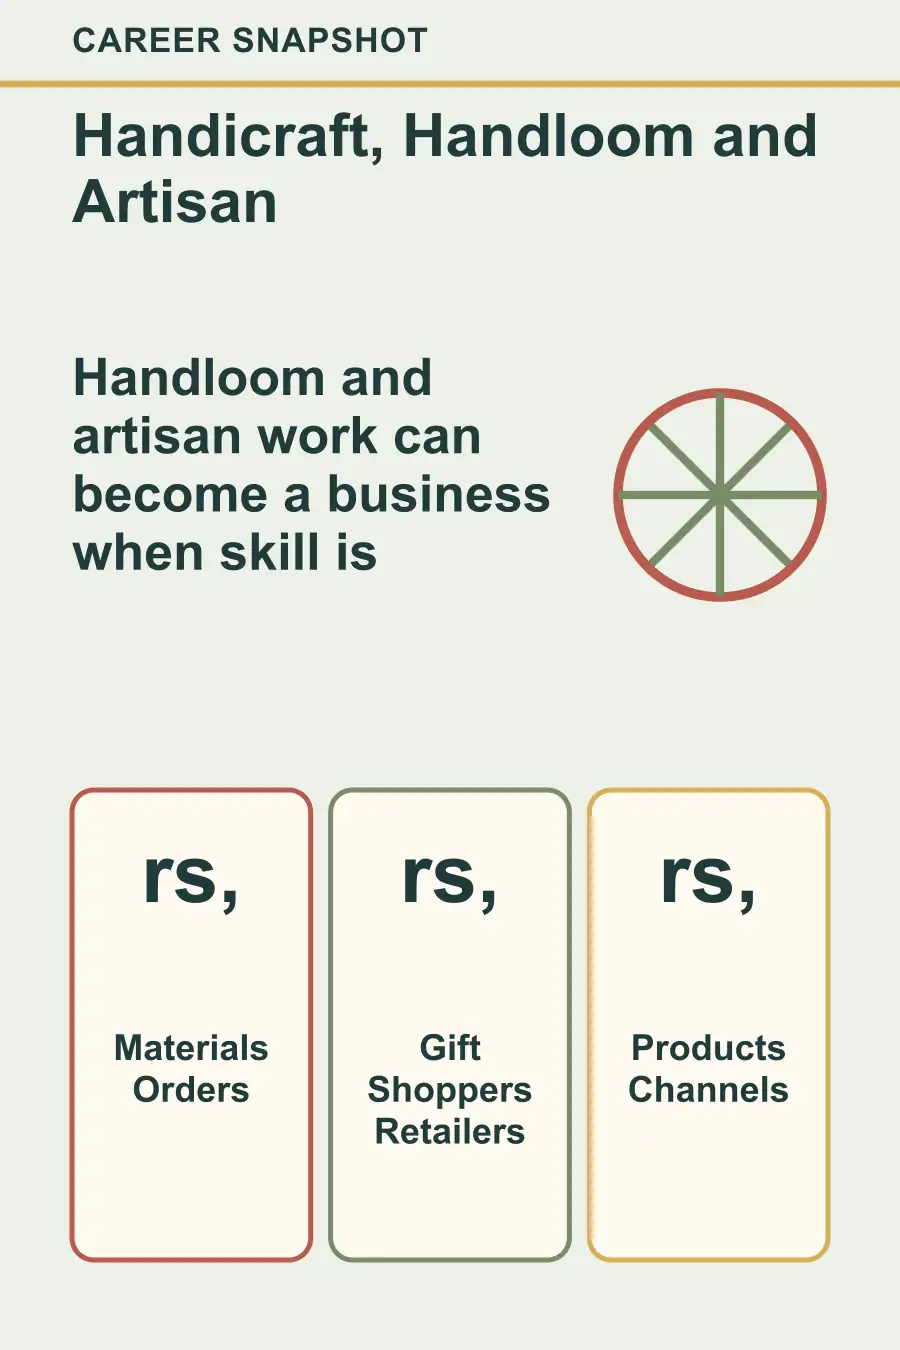 CAREER SNAPSHOT
Handicraft, Handloom and
Artisan
Handloom and
artisan work can
become a business
when skill is
rs,
Materials
Orders
rs,
Gift
Shoppers
Retailers
rs,
Products
Channels